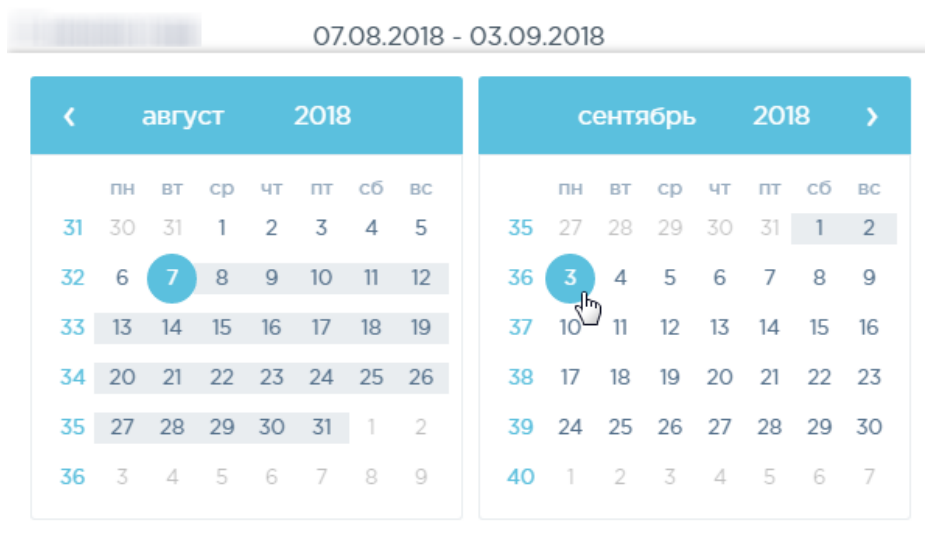 07.08.2018 - 03.09.2018
август 2018
пн вт ср чт пт сб вс
31 30 31 1 2 3 4 5
32 6 7 8 9 10 11 12
33 13 14 15 16 17 18 19
34 20 21 22 23 24 25 26
35 27 28 29 30 31 1 2
36 3 4 5 6 7 8 9
сентябрь 2018
пн вт ср чт пт сб вс
35 27 28 29 30 31 1 2
36 3 4 5 6 7 8 9
37 10 11 12 13 14 15 16
38 17 18 19 20 21 22 23
39 24 25 26 27 28 29 30
40 1 2 3 4 5 6 7